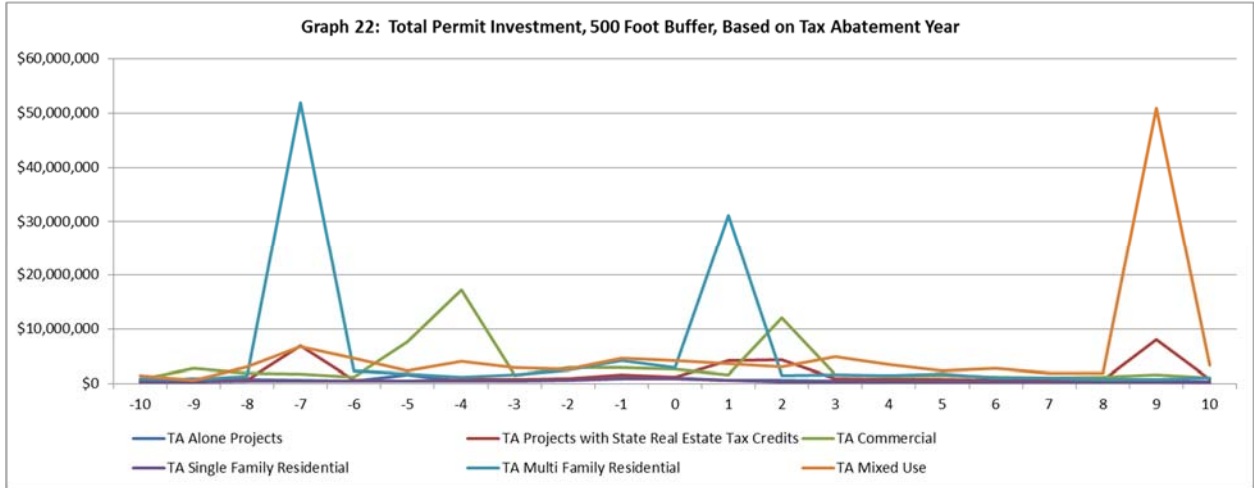 Graph 22: Total Permit Investment, 500 Foot Buffer, Based on Tax Abatement Year
$60,000,000
$50,000,000
$40,000,000
$30,000,000
$20,000,000
$10,000,000
$0
-10 -9 -8 -7 -6 -5 -4 -3 -2 -1 0 1 2 3 4 5 6 7 8 9 10
TA Alone Projects TA Projects with State Real Estate Tax Credits TA Commercial
TA Single Family Residential TA Multi Family Residential TA Mixed Use